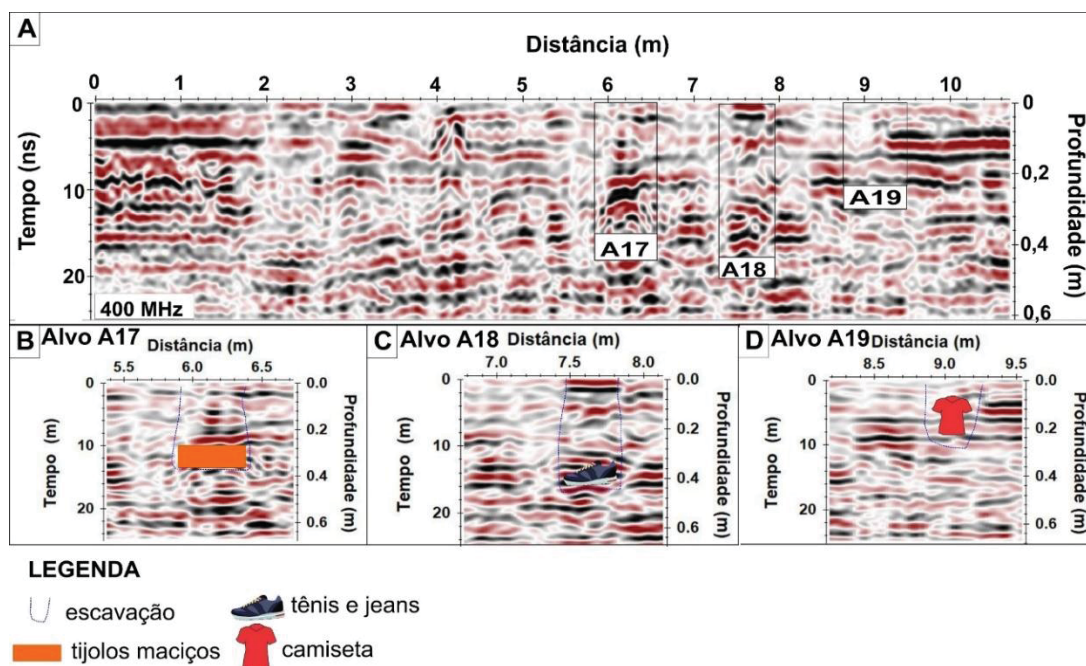 A
Distância (m)
0 1 2 3 4 5 6 7 8 9 10
Tempo (ns)
0
10
20
Profundidade (m)
0
0,2
0,4
0,6
A17
A18
A19
400 MHz
B Alvo A17
Distância (m)
5.5 6.0 6.5
Tempo (m)
0
10
20
Profundidade (m)
0.0
0.2
0.4
0.6
C Alvo A18
Distância (m)
7.0 7.5 8.0
Tempo (m)
0
10
20
Profundidade (m)
0.0
0.2
0.4
0.6
D Alvo A19 Distância (m)
8.5 9.0 9.5
Tempo (m)
0
10
20
Profundidade (m)
0.0
0.2
0.4
0.6
LEGENDA
escavação
tênis e jeans
tijolos maciços
camiseta